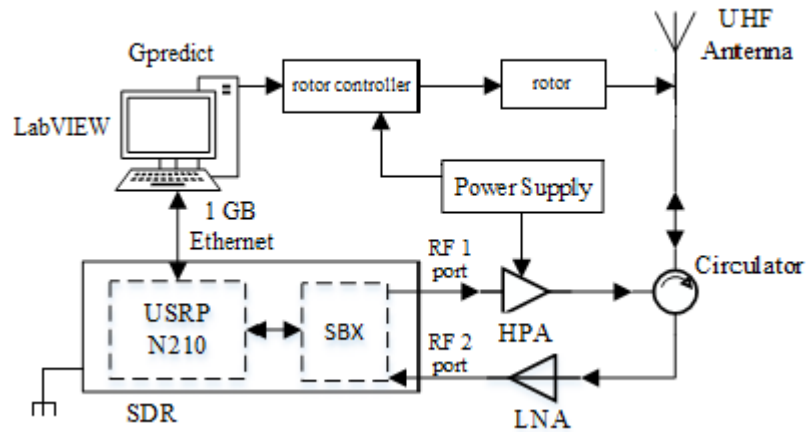 UHF
Antenna
Gpredict
rotor controller
rotor
LabVIEW
Power Supply
1 GB
Ethernet
RF 1
port
Circulator
USRP
N210
SBX
HPA
RF 2
port
SDR
LNA